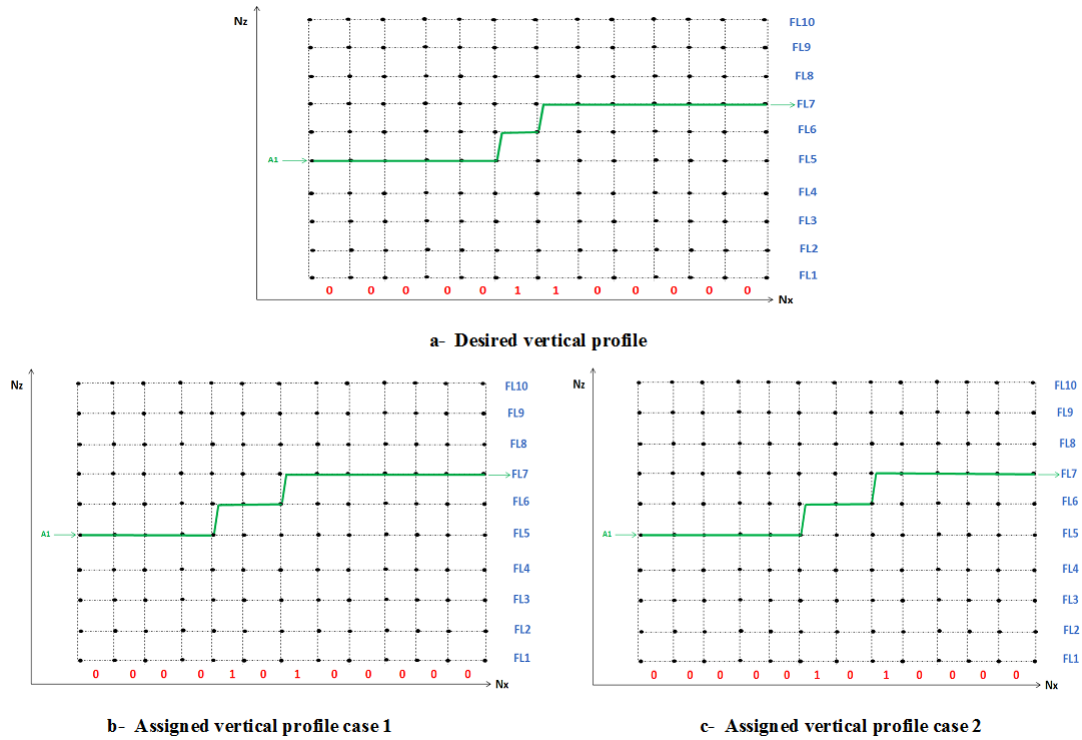 Nz
FL10
FL9
FL8
FL7
FL6
A1
FL5
FL4
FL3
FL2
FL1
0 0 0 0 0 1 1 0 0 0 0 0
Nx
a- Desired vertical profile
Nz
FL10
FL9
FL8
FL7
FL6
A1
FL5
FL4
FL3
FL2
FL1
0 0 0 0 1 0 1 0 0 0 0 0
Nx
b- Assigned vertical profile case 1
Nz
FL10
FL9
FL8
FL7
FL6
A1
FL5
FL4
FL3
FL2
FL1
0 0 0 0 0 1 0 1 0 0 0 0
Nx
c- Assigned vertical profile case 2